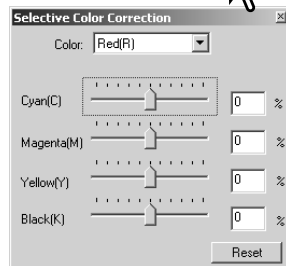 Selective Color Correction
Color: Red(R)
Cyan(C) 0 %
Magenta(M) 0 %
Yellow(Y) 0 %
Black(K) 0 %
Reset